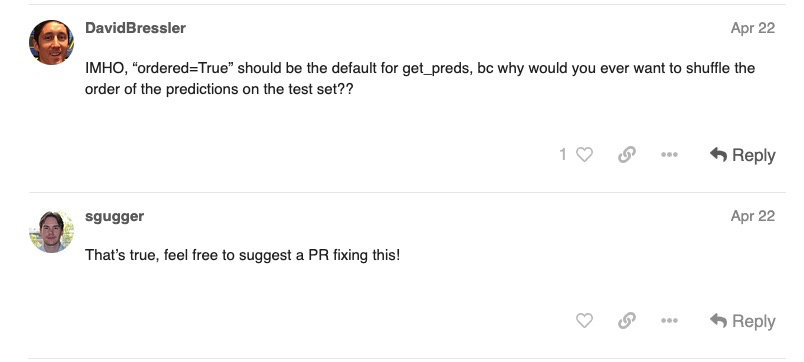 DavidBressler
Apr 22
IMHO, “ordered=True” should be the default for get_preds, bc why would you ever want to shuffle the
order of the predictions on the test set??
1
Reply
sgugger
Apr 22
That’s true, feel free to suggest a PR fixing this!
Reply